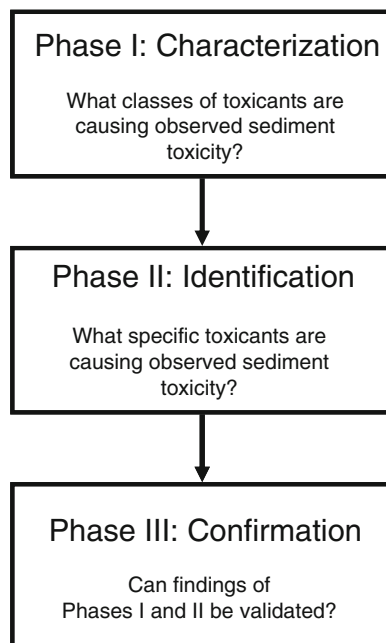 Phase I: Characterization
What classes of toxicants are
causing observed sediment
toxicity?
Phase II: Identification
What specific toxicants are
causing observed sediment
toxicity?
Phase III: Confirmation
Can findings of
Phases I and II be validated?